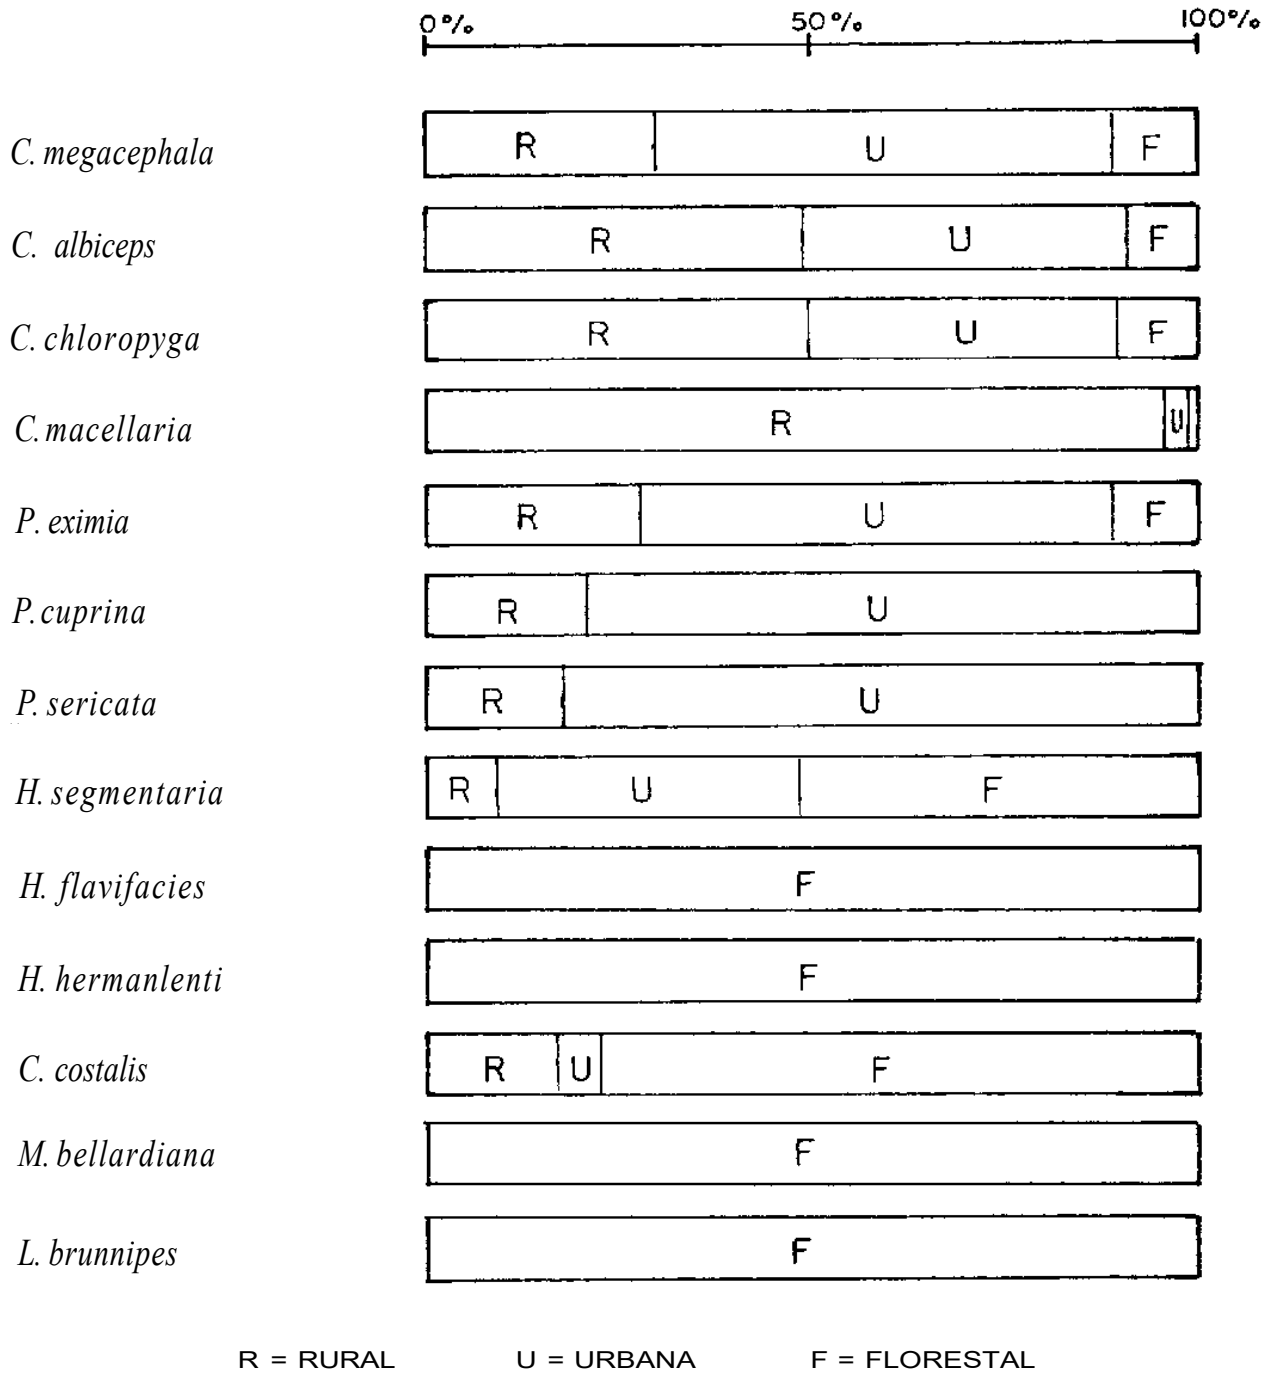 0% 50% 100%
C. megacephala R U F
C. albiceps R U F
C. chloropyga R U F
C. macellaria R U
P. eximia R U F
P. cuprina R U
P. sericata R U
H. segmentaria R U F
H. flavifacies F
H. hermanlenti F
C. costalis R U F
M. bellardiana F
L. brunnipes F
R = RURAL U = URBANA F = FLORESTAL